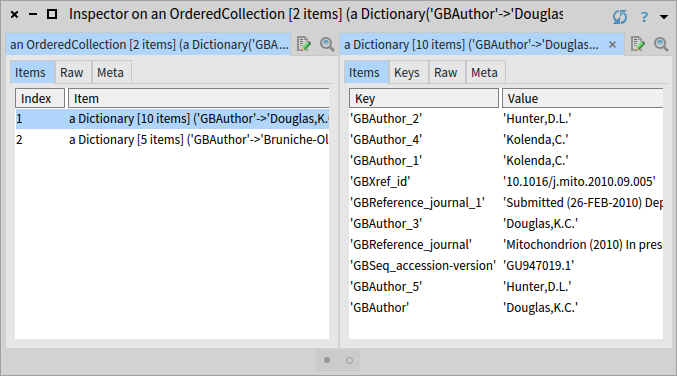 Inspector on an OrderedCollection [2 items] (a Dictionary('GBAuthor'->'Douglas
an OrderedCollection [2 items] (a Dictionary('GBA...
Items Raw Meta
Index Item
1 a Dictionary [10 items] ('GBAuthor'->'Douglas,K.
2 a Dictionary [5 items] ('GBAuthor'->'Bruniche-Ol
a Dictionary [10 items] ('GBAuthor'->'Douglas...
Items Keys Raw Meta
Key Value
'GBAuthor_2' 'Hunter,D.L.'
'GBAuthor_4' 'Kolenda,C.'
'GBAuthor_1' 'Kolenda,C.'
'GBXref_id' '10.1016/j.mito.2010.09.005'
'GBReference_journal_1' 'Submitted (26-FEB-2010) Dep
'GBAuthor_3' 'Douglas,K.C.'
'GBReference_journal' 'Mitochondrion (2010) In pres
'GBSeq_accession-version' 'GU947019.1'
'GBAuthor_5' 'Hunter,D.L.'
'GBAuthor' 'Douglas,K.C.'